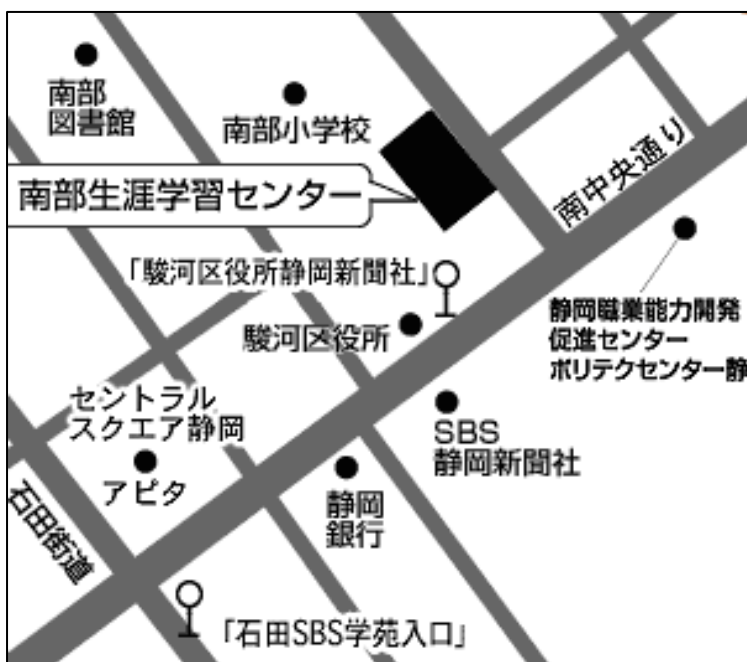 南部
図書館
南部小学校
南部生涯学習センター
南中央通り
「駿河区役所静岡新聞社」
駿河区役所
静岡職業能力開発
促進センター
ポリテクセンター静
セントラル
スクエア静岡
アピタ
SBS
静岡新聞社
静岡
銀行
石田街道
「石田SBS学苑入口」